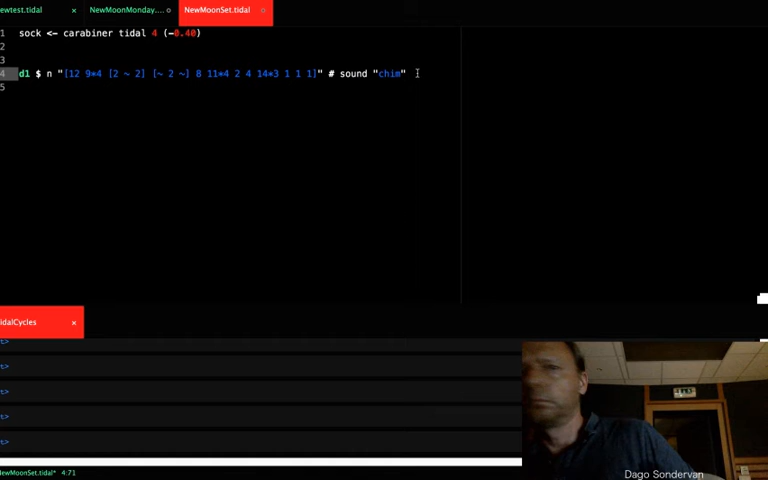 ewtest.tidal × NewMoonMonday.... NewMoonSet.tidal
1 sock <- carabiner tidal 4 (-0.40)
2
3
4 d1 $ n "[12 9*4 [2 ~ 2] [~ 2 ~] 8 11*4 2 4 14*3 1 1 1]" # sound "chim"
5
idalCycles ×
t>
t>
t>
t>
t>
Dago Sondervan
ewMoonSet.tidal* 4:71